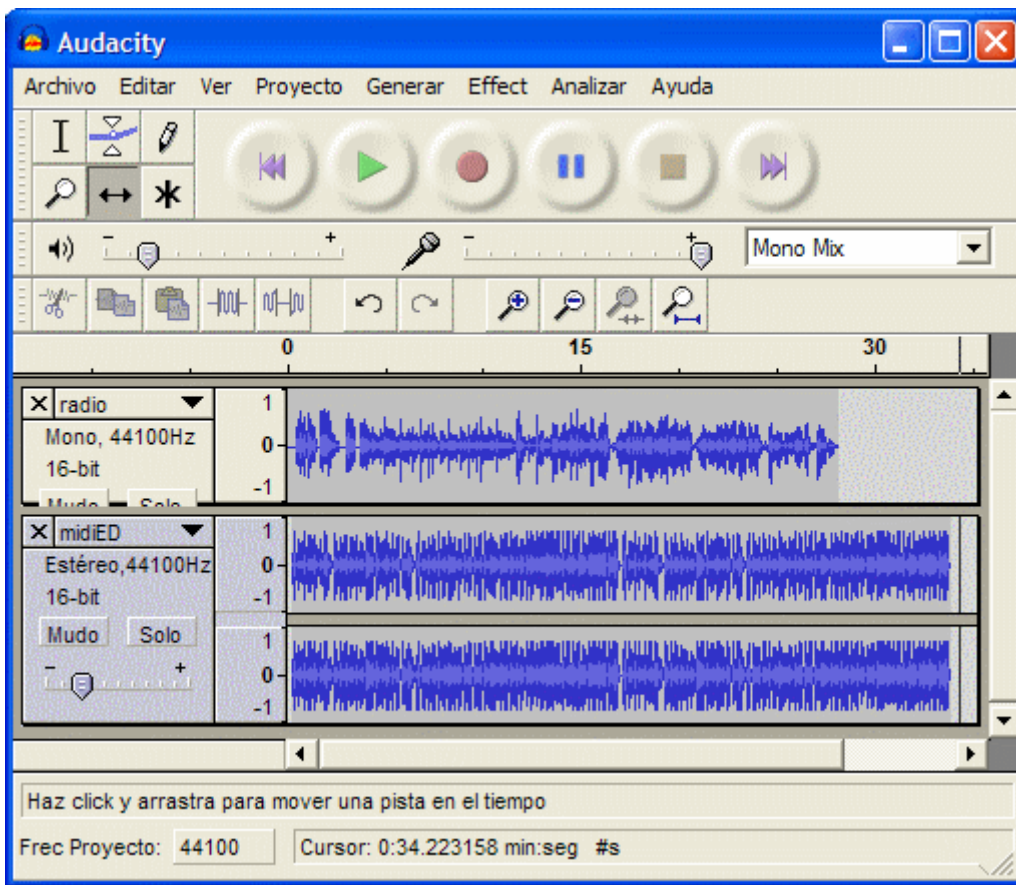 Audacity
Archivo Editar Ver Proyecto Generar Effect Analizar Ayuda
- + - + Mono Mix
0 15 30
X radio
Mono, 44100Hz
16-bit
Mudo Solo
1
0
-1
X midiED
Estéreo,44100Hz
16-bit
Mudo Solo
- +
1
0
-1
1
0
-1
Haz click y arrastra para mover una pista en el tiempo
Frec Proyecto: 44100 Cursor: 0:34.223158 min:seg #s